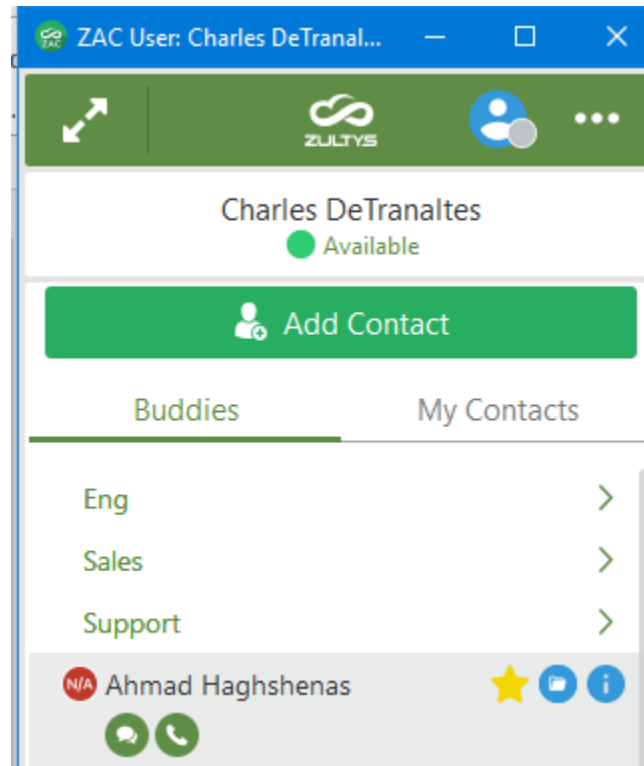 ZAC User: Charles DeTranal...
ZULTYS
Charles DeTranaltes
Available
Add Contact
Buddies My Contacts
Eng
Sales
Support
N/A Ahmad Haghshenas